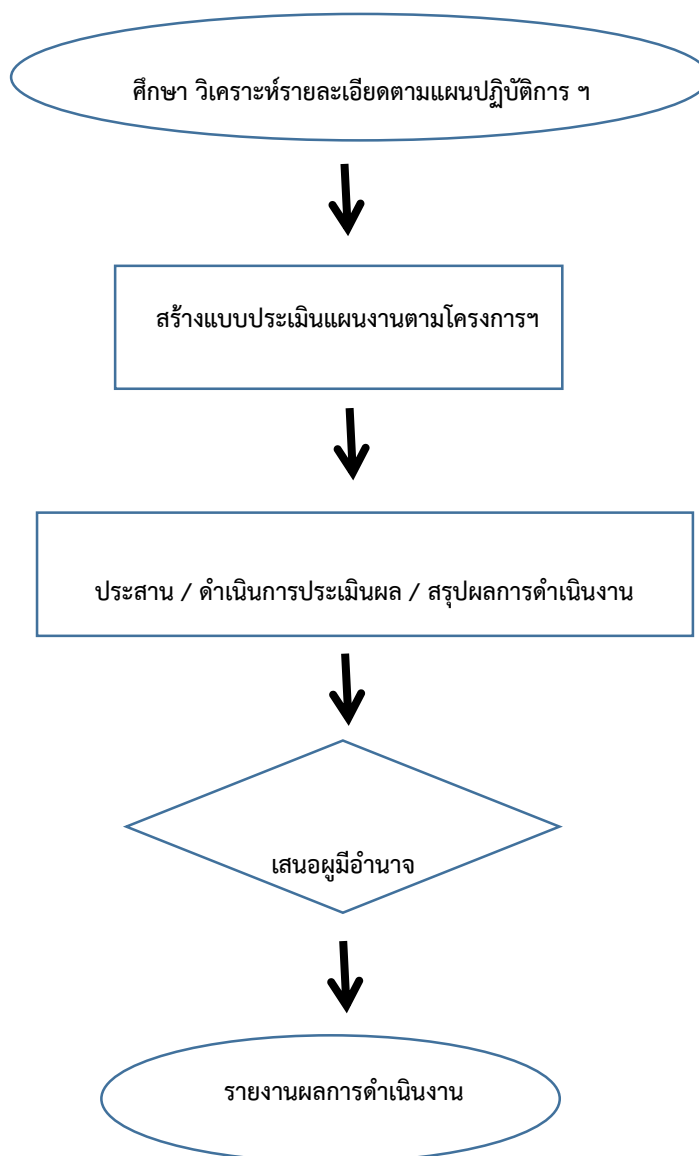 ศึกษา วิเคราะห์รายละเอียดตามแผนปฏิบัติการ ฯ
สร้างแบบประเมินแผนงานตามโครงการฯ
ประสาน / ดำเนินการประเมินผล / สรุปผลการดำเนินงาน
เสนอผูมีอำนาจ
รายงานผลการดำเนินงาน